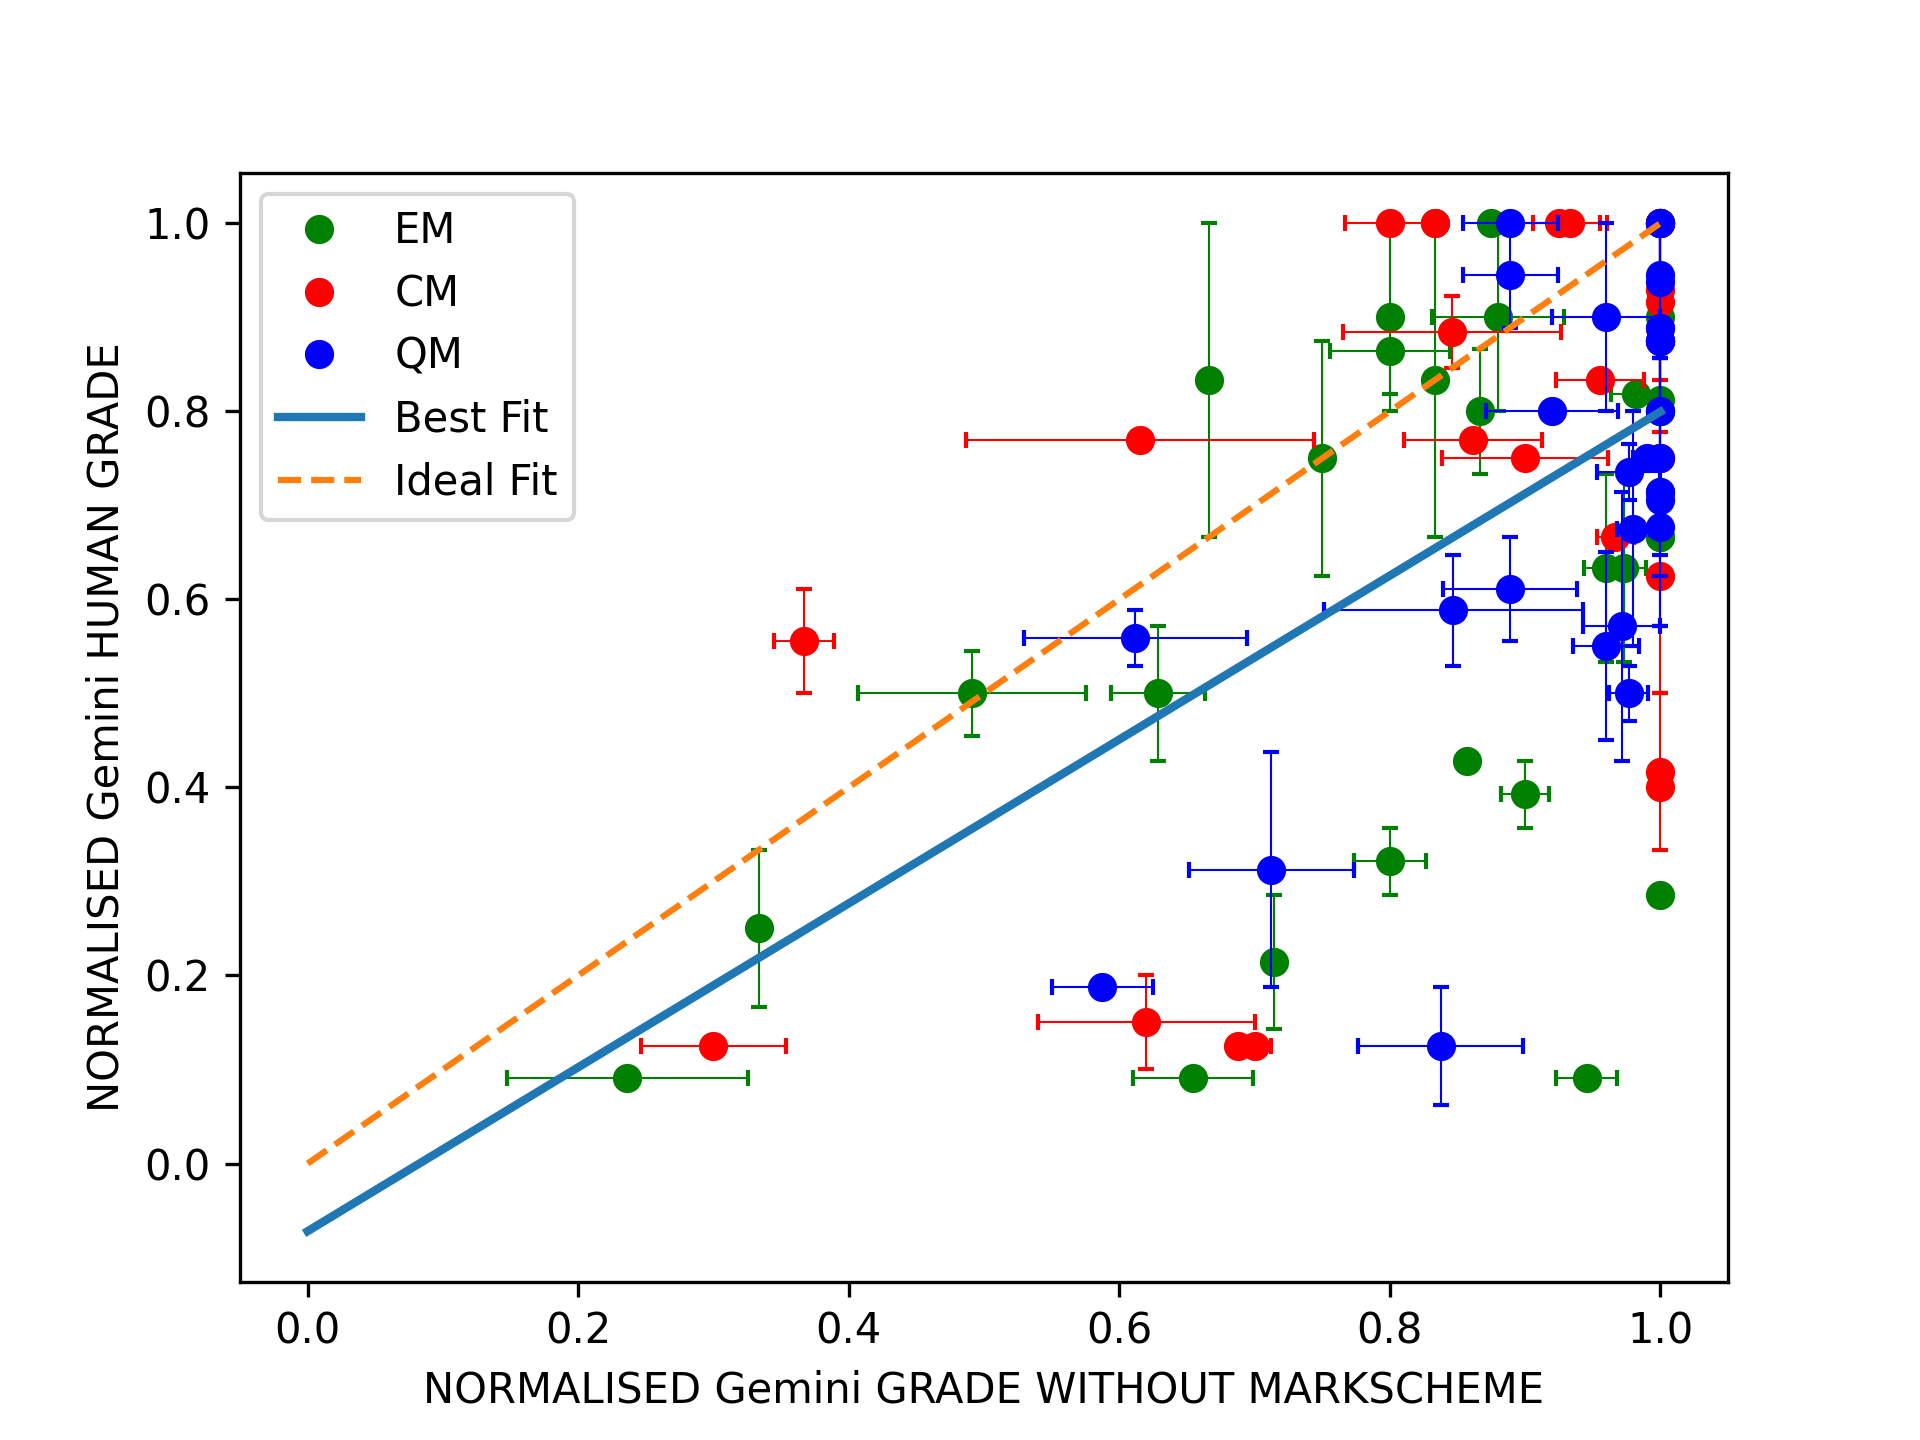 EM
CM
QM
Best Fit
Ideal Fit
1.0
0.8
0.6
0.4
0.2
0.0
NORMALISED Gemini HUMAN GRADE
0.0 0.2 0.4 0.6 0.8 1.0
NORMALISED Gemini GRADE WITHOUT MARKSCHEME